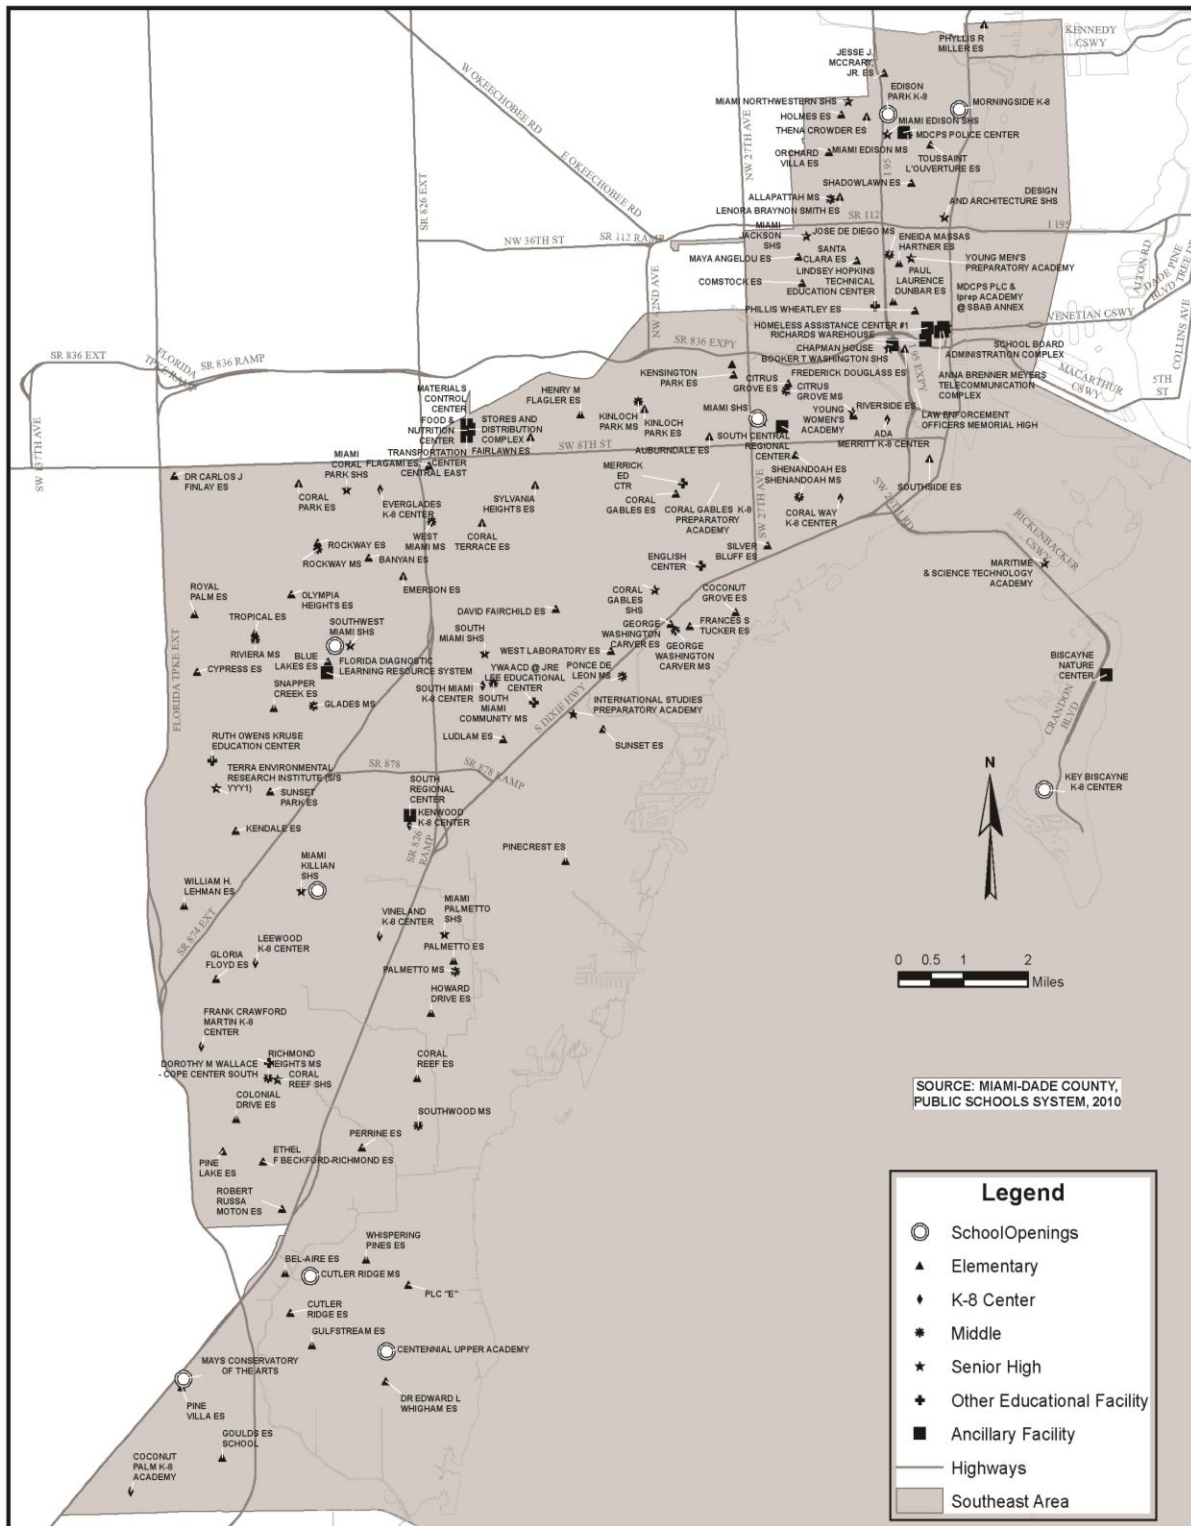 PHYLLIS R
MILLER ES
KENNEDY
CSWY
JESSE J.
MCCRARY,
JR. ES
EDISON
PARK K-8
MIAMI NORTHWESTERN SHS
MORNINGSIDE K-8
HOLMES ES
THENA CROWDER ES
MIAMI EDISON SHS
MDCPS POLICE CENTER
ORCHARD
VILLA ES
MIAMI EDISON MS
TOUSSAINT
L'OUVERTURE ES
W OKEECHOBEE RD
E OKEECHOBEE RD
NW 27TH AVE
I 95
SHADOWLAWN ES
DESIGN
AND ARCHITECTURE SHS
COLLINS AVE
ALLAPATTAH MS
LENORA BRAYNON SMITH ES
SR 826 EXT
SR 112
I 195
NW 36TH ST
SR 112 RAMP
MIAMI
JACKSON
SHS
JOSE DE DIEGO MS
ENEIDA MASSAS
HARTNER ES
MAYA ANGELOU ES
SANTA
CLARA ES
YOUNG MEN'S
PREPARATORY ACADEMY
ALTON RD
DADE PINE
BLVD TREE DR
COMSTOCK ES
LINDSEY HOPKINS
TECHNICAL
EDUCATION CENTER
PAUL
LAURENCE
DUNBAR ES
MDCPS PLC &
Iprep ACADEMY
@ SBAB ANNEX
NW 42ND AVE
PHILLIS WHEATLEY ES
VENETIAN CSWY
HOMELESS ASSISTANCE CENTER #1
RICHARDS WAREHOUSE
SR 836 EXPY
CHAPMAN HOUSE
BOOKER T WASHINGTON SHS
SCHOOL BOARD
ADMINISTRATION COMPLEX
SR 836 EXT
FLORIDA
TPKE RAMP
SR 836 RAMP
I 95 EXPY
MACARTHUR
CSWY
5TH
ST
COLLINS AVE
KENSINGTON
PARK ES
CITRUS
GROVE ES
FREDERICK DOUGLASS ES
CITRUS
GROVE MS
ANNA BRENNER MEYERS
TELECOMMUNICATION
COMPLEX
MATERIALS
CONTROL
CENTER
HENRY M
FLAGLER ES
FOOD &
NUTRITION
CENTER
STORES AND
DISTRIBUTION
COMPLEX
KINLOCH
PARK MS
KINLOCH
PARK ES
MIAMI SHS
YOUNG
WOMEN'S
ACADEMY
RIVERSIDE ES
ADA
MERRITT K-8 CENTER
LAW ENFORCEMENT
OFFICERS MEMORIAL HIGH
SW 137TH AVE
TRANSPORTATION
CENTER
CENTRAL EAST
FAIRLAWN ES
FLAGAMI ES
SW 8TH ST
AUBURNDALE ES
SOUTH CENTRAL
REGIONAL
CENTER
DR CARLOS J
FINLAY ES
MIAMI
CORAL
PARK SHS
CORAL
PARK ES
EVERGLADES
K-8 CENTER
SYLVANIA
HEIGHTS ES
MERRICK
ED
CTR
CORAL
GABLES ES
CORAL GABLES K-8
PREPARATORY
ACADEMY
SW 27TH AVE
SHENANDOAH ES
SHENANDOAH MS
CORAL WAY
K-8 CENTER
SOUTHSIDE ES
SW 26TH RD
WEST
MIAMI MS
CORAL
TERRACE ES
ROCKWAY ES
ROCKWAY MS
BANYAN ES
EMERSON ES
ENGLISH
CENTER
SILVER
BLUFF ES
RICKENBACKER
CSWY
MARITIME
& SCIENCE TECHNOLOGY
ACADEMY
ROYAL
PALM ES
OLYMPIA
HEIGHTS ES
CORAL
GABLES
SHS
COCONUT
GROVE ES
TROPICAL ES
DAVID FAIRCHILD ES
GEORGE
WASHINGTON
CARVER ES
FRANCES S
TUCKER ES
FLORIDA TPKE EXT
RIVIERA MS
SOUTHWEST
MIAMI SHS
SOUTH
MIAMI SHS
WEST LABORATORY ES
GEORGE
WASHINGTON
CARVER MS
CYPRESS ES
BLUE
LAKES ES
FLORIDA DIAGNOSTIC
LEARNING RESOURCE SYSTEM
YWAACD @ JRE
LEE EDUCATIONAL
CENTER
PONCE DE
LEON MS
BISCAYNE
NATURE
CENTER
SNAPPER
CREEK ES
GLADES MS
SOUTH MIAMI
K-8 CENTER
SOUTH
MIAMI
COMMUNITY MS
INTERNATIONAL STUDIES
PREPARATORY ACADEMY
CRANDON
BLVD
LUDLAM ES
S DIXIE HWY
SUNSET ES
RUTH OWENS KRUSE
EDUCATION CENTER
TERRA ENVIRONMENTAL
RESEARCH INSTITUTE (S/S
YYY1)
SUNSET
PARK ES
SR 878
SR 878 RAMP
SOUTH
REGIONAL
CENTER
N
KEY BISCAYNE
K-8 CENTER
KENDALE ES
KENWOOD
K-8 CENTER
SR 826
RAMP
PINECREST ES
MIAMI
KILLIAN
SHS
WILLIAM H.
LEHMAN ES
SR 874 EXT
VINELAND
K-8 CENTER
MIAMI
PALMETTO
SHS
LEEWOOD
K-8 CENTER
PALMETTO ES
GLORIA
FLOYD ES
PALMETTO MS
0 0.5 1 2
Miles
HOWARD
DRIVE ES
FRANK CRAWFORD
MARTIN K-8
CENTER
DOROTHY M WALLACE
- COPE CENTER SOUTH
RICHMOND
HEIGHTS MS
CORAL
REEF SHS
CORAL
REEF ES
SOURCE: MIAMI-DADE COUNTY,
PUBLIC SCHOOLS SYSTEM, 2010
COLONIAL
DRIVE ES
SOUTHWOOD MS
PERRINE ES
PINE
LAKE ES
ETHEL
F BECKFORD-RICHMOND ES
ROBERT
RUSSA
MOTON ES
Legend
SchoolOpenings
Elementary
K-8 Center
Middle
Senior High
Other Educational Facility
Ancillary Facility
Highways
Southeast Area
WHISPERING
PINES ES
BEL-AIRE ES
CUTLER RIDGE MS
PLC "E"
CUTLER
RIDGE ES
GULFSTREAM ES
CENTENNIAL UPPER ACADEMY
MAYS CONSERVATORY
OF THE ARTS
PINE
VILLA ES
DR EDWARD L
WHIGHAM ES
GOULDS ES
SCHOOL
COCONUT
PALM K-8
ACADEMY